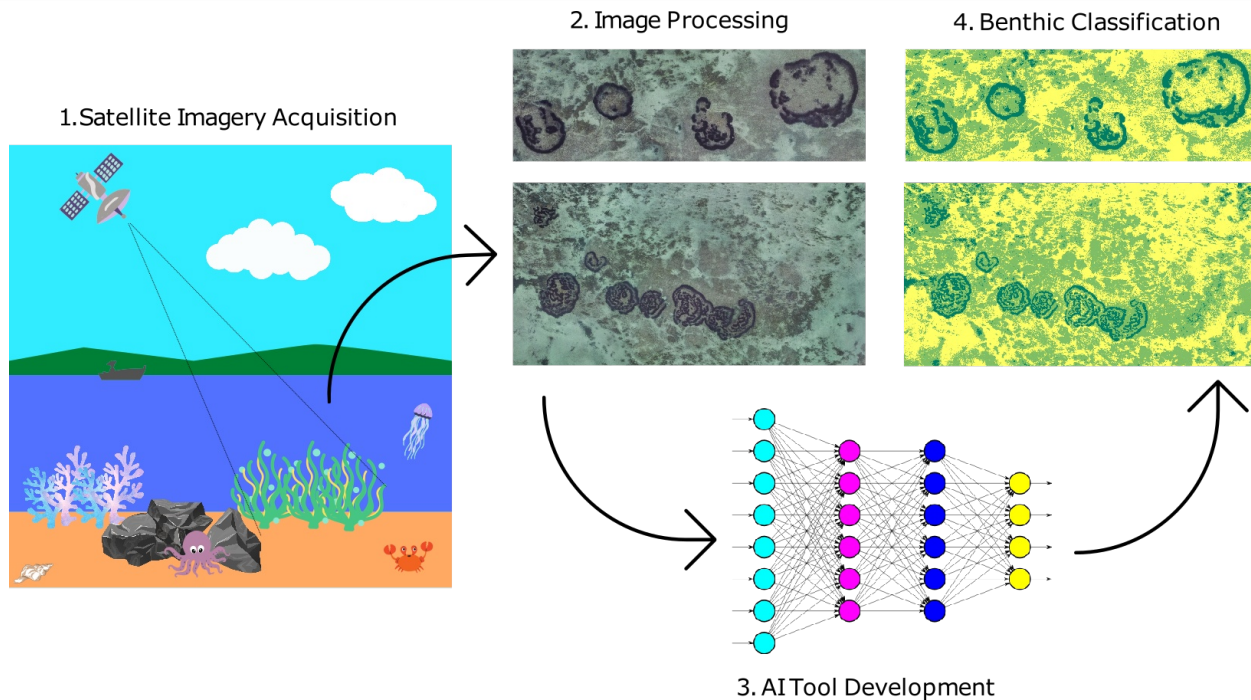 1.Satellite Imagery Acquisition
2. Image Processing
3. AI Tool Development
4. Benthic Classification